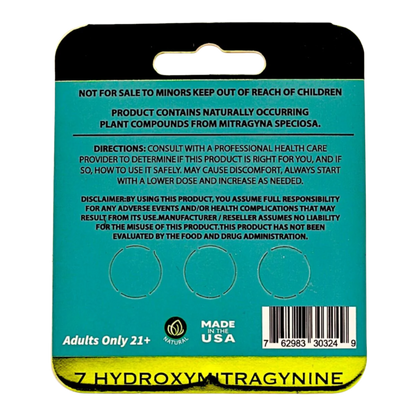 NOT FOR SALE TO MINORS KEEP OUT OF REACH OF CHILDREN
PRODUCT CONTAINS NATURALLY OCCURRING
PLANT COMPOUNDS FROM MITRAGYNA SPECIOSA.
DIRECTIONS: CONSULT WITH A PROFESSIONAL HEALTH CARE
PROVIDER TO DETERMINE IF THIS PRODUCT IS RIGHT FOR YOU, AND IF
SO, HOW TO USE IT SAFELY. MAY CAUSE DISCOMFORT, ALWAYS START
WITH A LOWER DOSE AND INCREASE AS NEEDED.
DISCLAIMER:BY USING THIS PRODUCT, YOU ASSUME FULL RESPONSIBILITY
FOR ANY ADVERSE EVENTS AND/OR HEALTH COMPLICATIONS THAT MAY
RESULT FROM ITS USE.MANUFACTURER / RESELLER ASSUMES NO LIABILITY
FOR THE MISUSE OF THIS PRODUCT.THIS PRODUCT HAS NOT BEEN
EVALUATED BY THE FOOD AND DRUG ADMINISTRATION.
Adults Only 21+
NATURAL
MADE
IN THE
USA
7 62983 30324 9
7 HYDROXYMITRAGYNINE